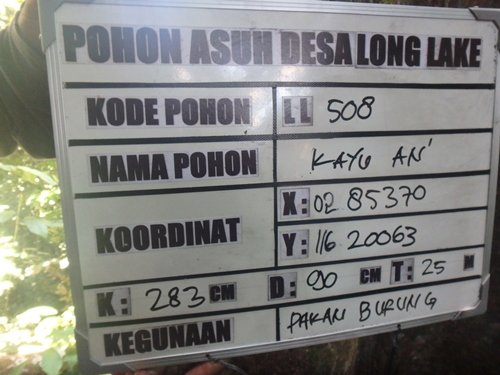 POHON ASUH DESA LONG LAKE
KODE POHON LL 508
NAMA POHON KAYU AN'
KOORDINAT X: 02 85370
Y: 116 20063
K: 283 CM D: 90 CM T: 25 M
KEGUNAAN PAKAN BURUNG